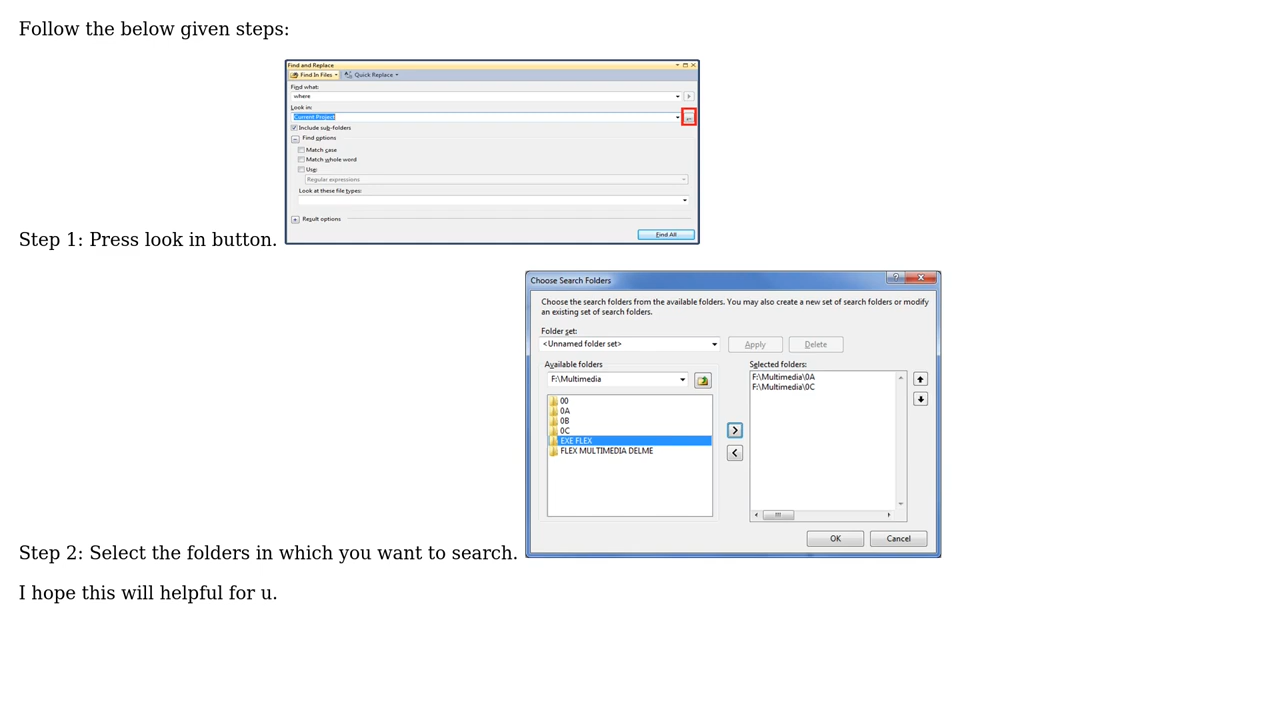 Follow the below given steps:
Find and Replace
Find In Files
Quick Replace
Find what:
where
Look in:
Current Project
...
Include sub-folders
Find options
Match case
Match whole word
Use:
Regular expressions
Look at these file types:
Result options
Find All
Step 1: Press look in button.
Choose Search Folders
Choose the search folders from the available folders. You may also create a new set of search folders or modify
an existing set of search folders.
Folder set:
<Unnamed folder set>
Apply
Delete
Available folders
F:\Multimedia
00
0A
0B
0C
EXE FLEX
FLEX MULTIMEDIA DELME
Selected folders:
F:\Multimedia\0A
F:\Multimedia\0C
OK
Cancel
Step 2: Select the folders in which you want to search.
I hope this will helpful for u.